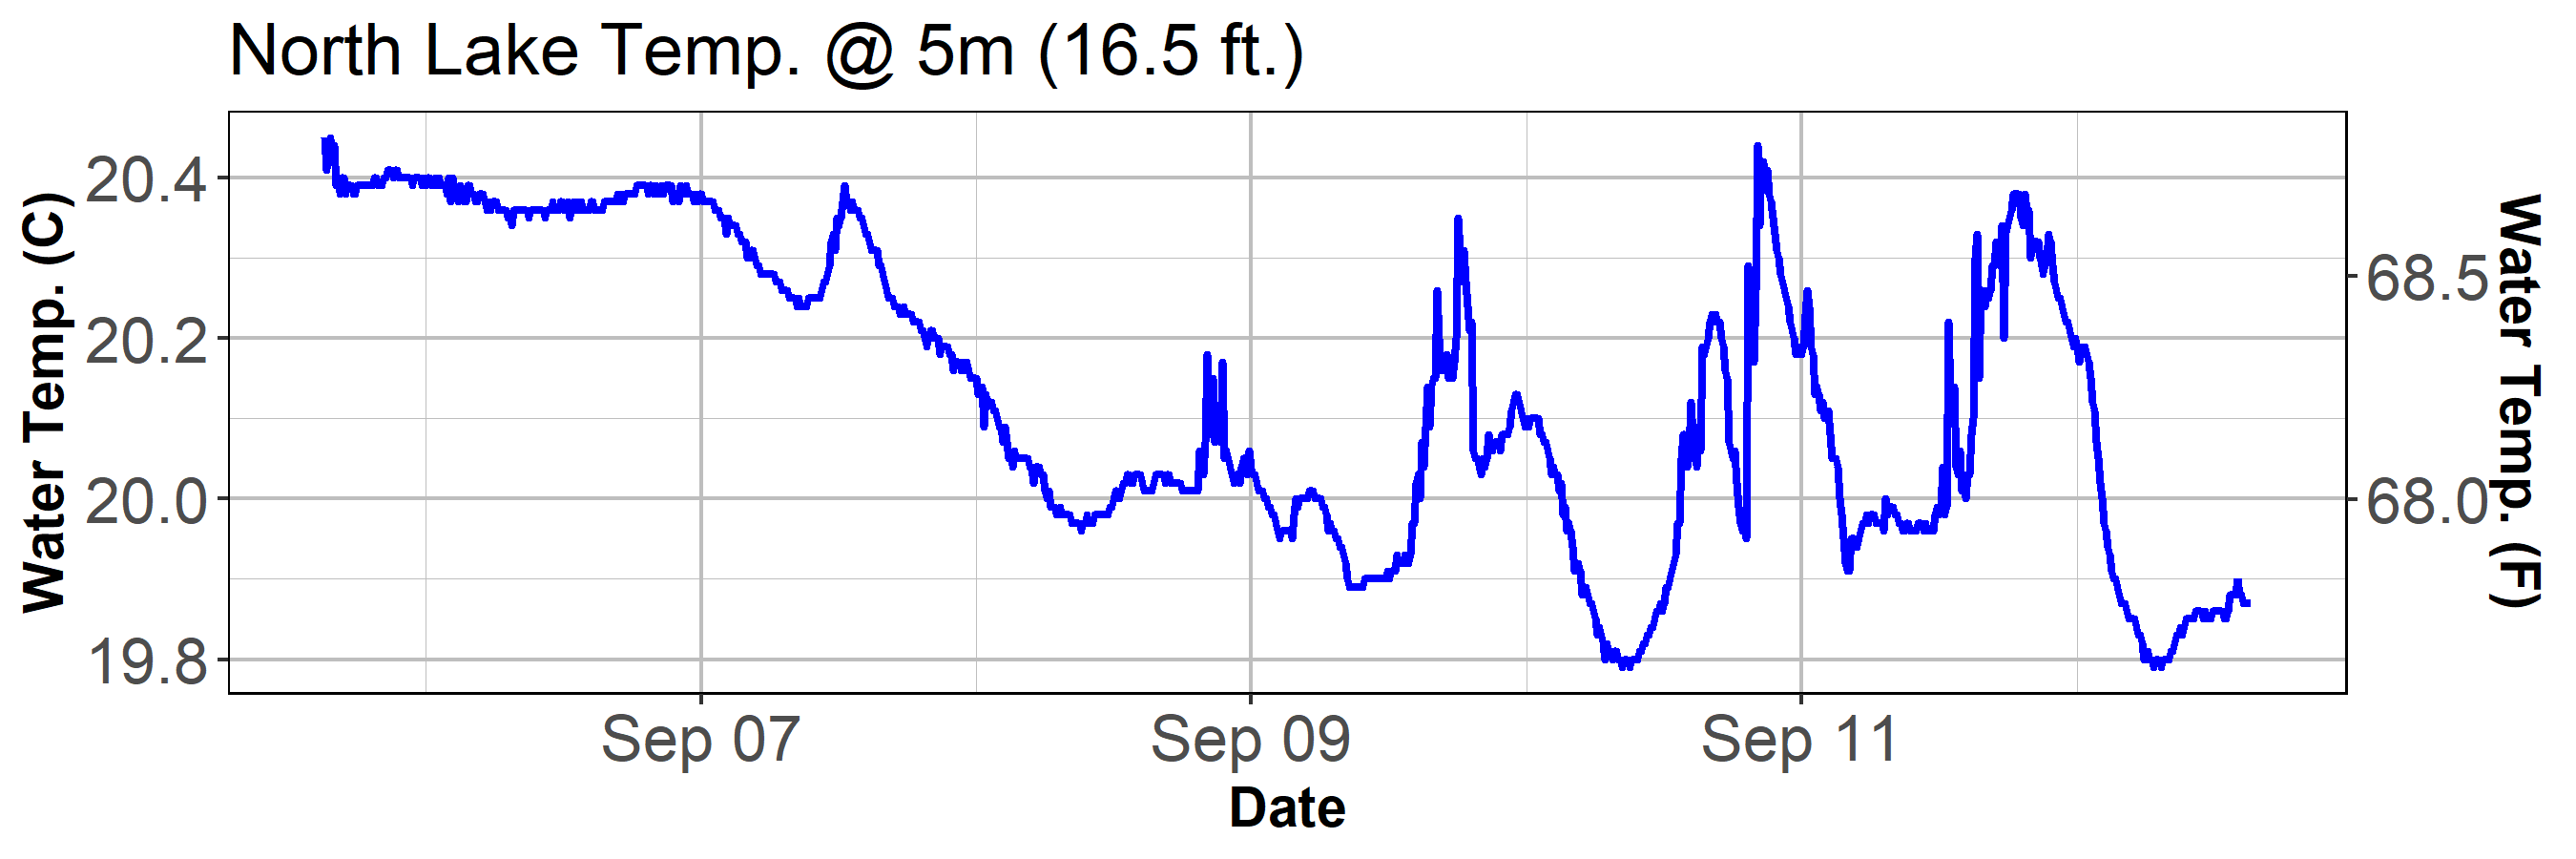 North Lake Temp. @ 5m (16.5 ft.)
Water Temp. (C)
20.4
20.2
20.0
19.8
68.5
68.0
Water Temp. (F)
Sep 07
Sep 09
Sep 11
Date